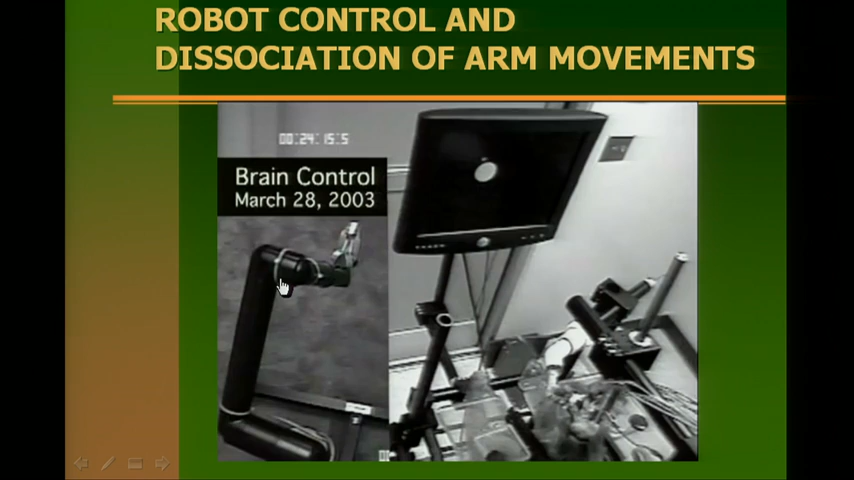 ROBOT CONTROL AND
DISSOCIATION OF ARM MOVEMENTS
00:24:15:5
Brain Control
March 28, 2003